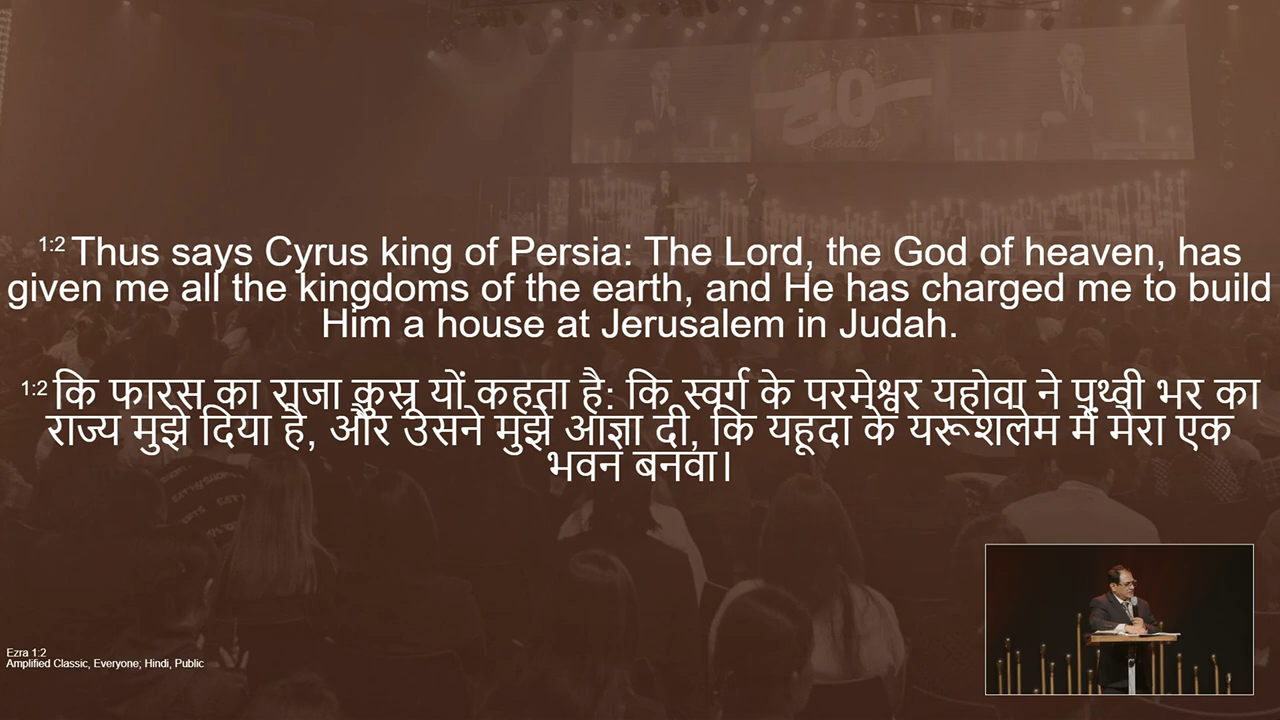 20
Celebrating
1:2 Thus says Cyrus king of Persia: The Lord, the God of heaven, has
given me all the kingdoms of the earth, and He has charged me to build
Him a house at Jerusalem in Judah.
1:2 कि फारस का राजा कुस्रू यों कहता है: कि स्वर्ग के परमेश्वर यहोवा ने पृथ्वी भर का
राज्य मुझे दिया है, और उसने मुझे आज्ञा दी, कि यहूदा के यरूशलेम में मेरा एक
भवन बनवा।
Ezra 1:2
Amplified Classic, Everyone; Hindi, Public